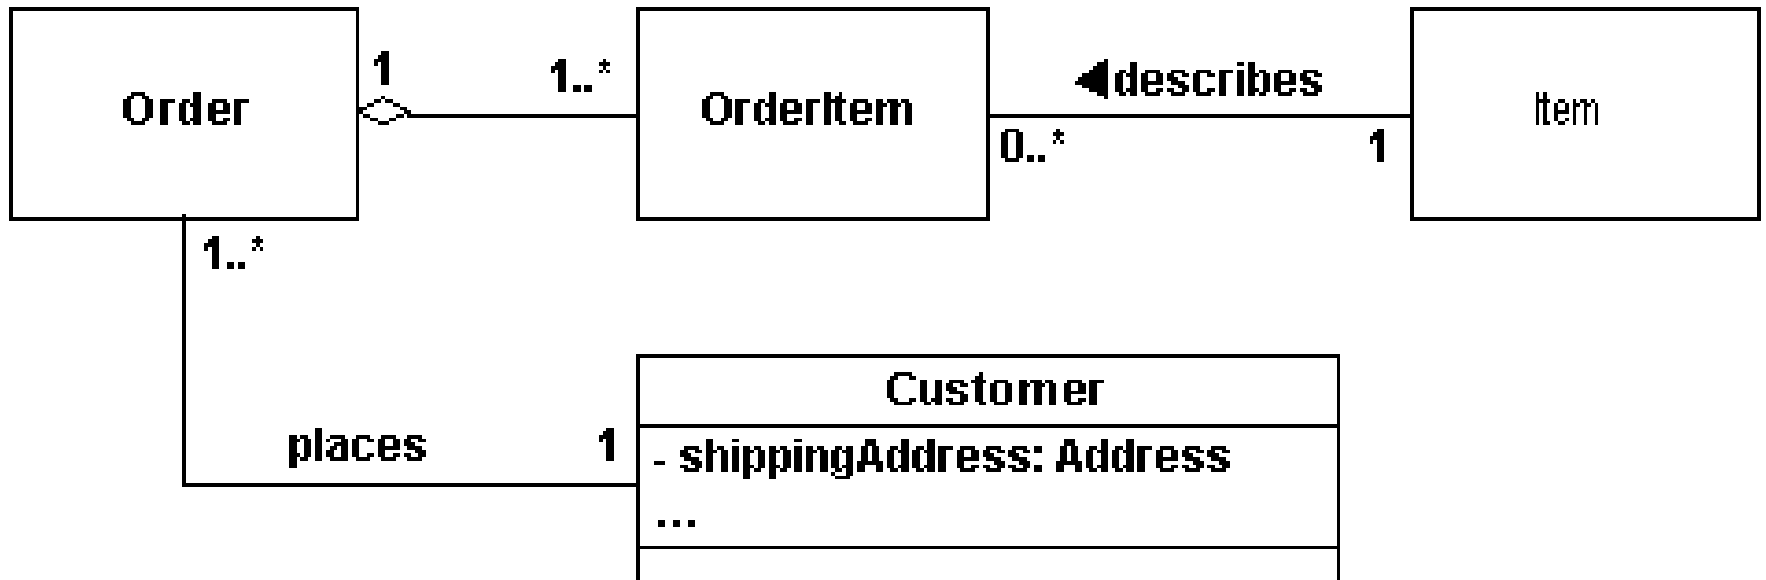 Order
1
1..*
OrderItem
describes
0..*
1
Item
1..*
places
1
Customer
- shippingAddress: Address
...